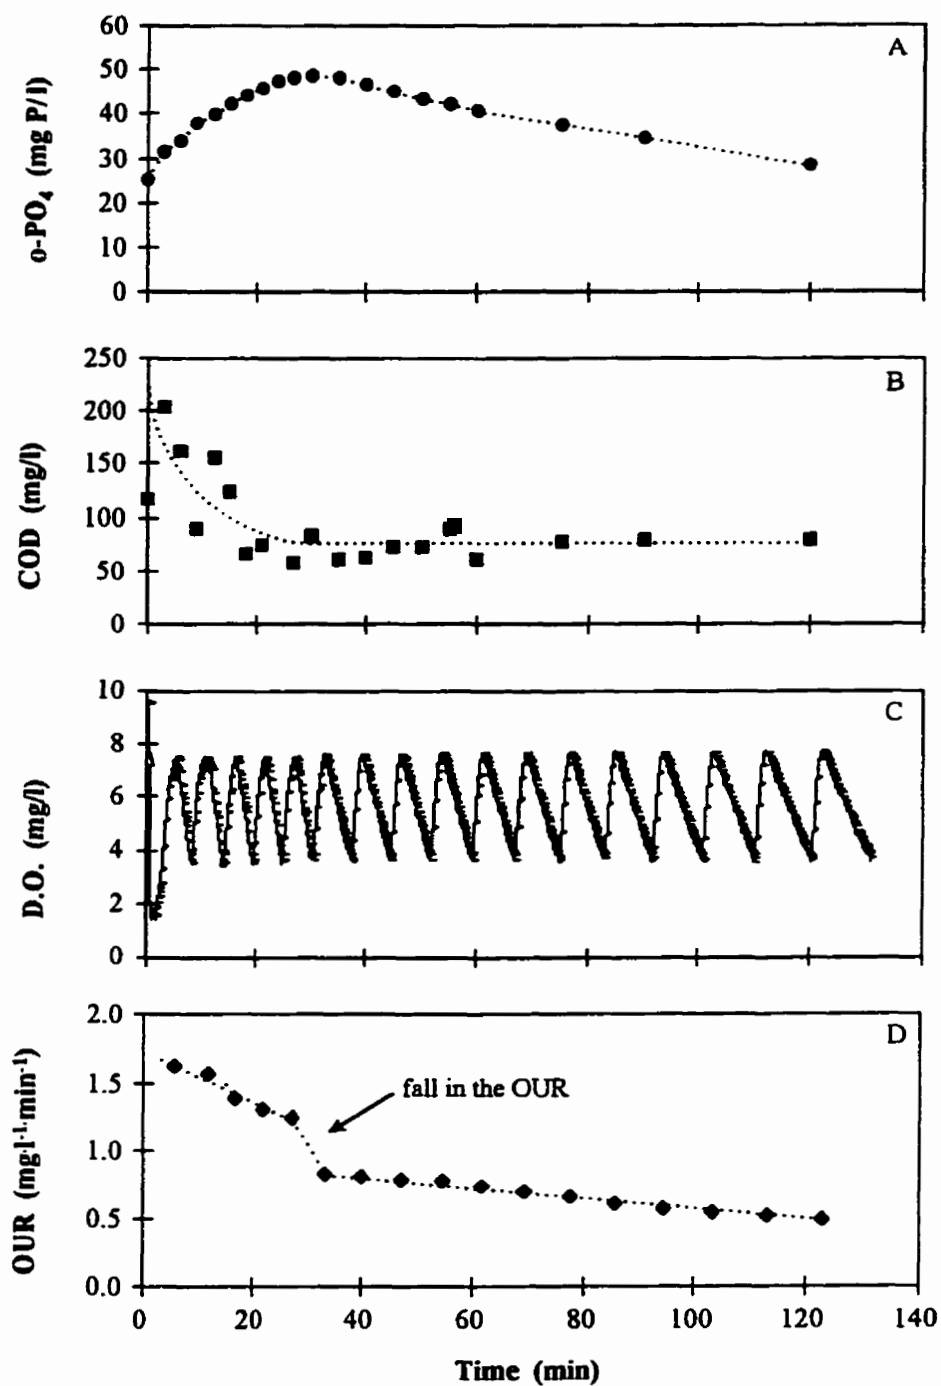 60
50
40
30
20
10
0
o-PO₄ (mg P/l)
A
250
200
150
100
50
0
COD (mg/l)
B
10
8
6
4
2
0
D.O. (mg/l)
C
2.0
1.5
1.0
0.5
0.0
OUR (mg·l⁻¹·min⁻¹)
D
fall in the OUR
0 20 40 60 80 100 120 140
Time (min)